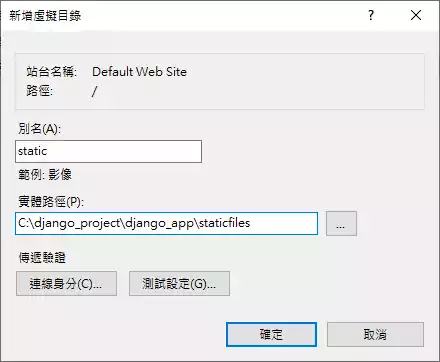 新增虛擬目錄
站台名稱: Default Web Site
路徑: /
別名(A):
static
範例: 影像
實體路徑(P):
C:\django_project\django_app\staticfiles
...
傳遞驗證
連線身分(C)... 測試設定(G)...
確定 取消